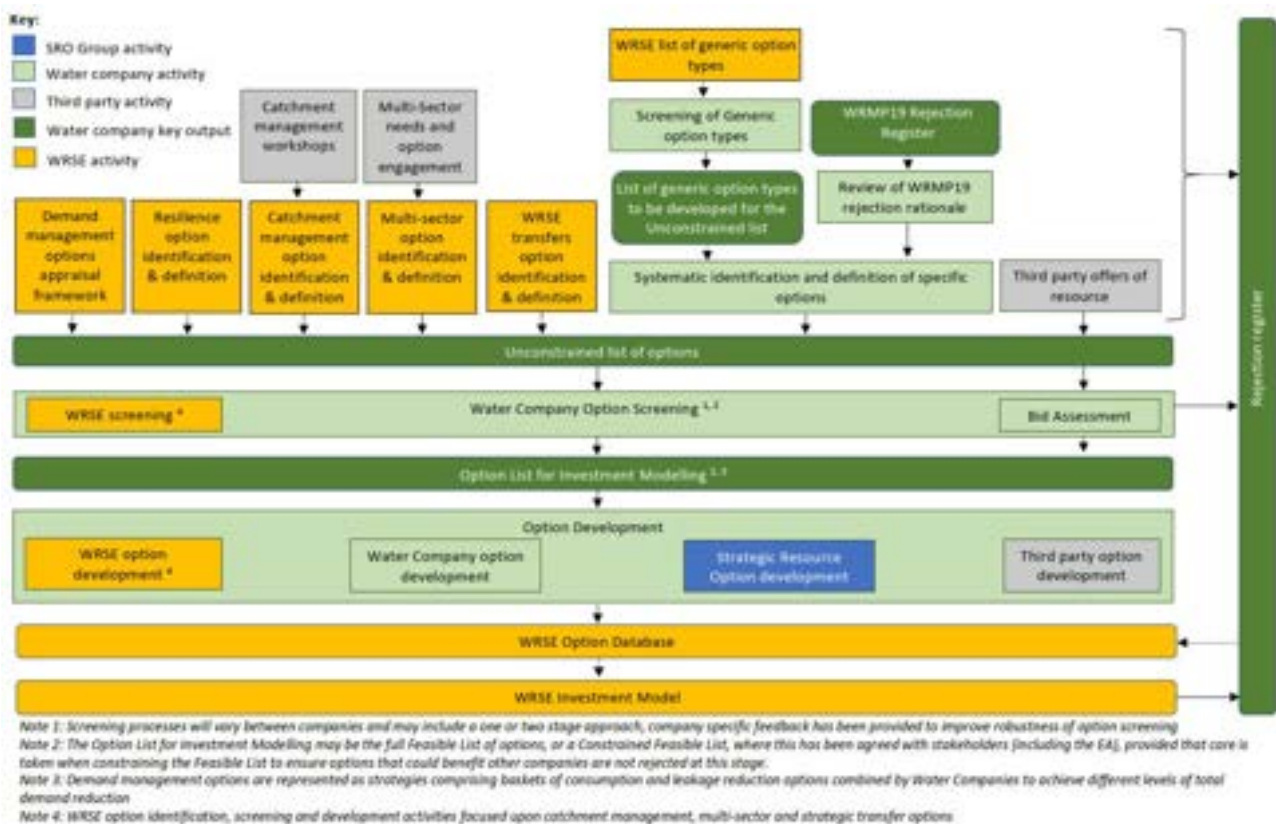 Key:
SRO Group activity
Water company activity
Third party activity
Water company key output
WRSE activity
Catchment
management
workshops
Multi-Sector
needs and
option
engagement
WRSE list of generic option
types
Screening of Generic
option types
WRMP19 Rejection
Register
List of generic option types
to be developed for the
Unconstrained list
Review of WRMP19
rejection rationale
Demand
management
options
appraisal
framework
Resilience
option
identification
& definition
Catchment
management
option
identification
& definition
Multi-sector
option
identification
& definition
WRSE
transfers
option
identification
& definition
Systematic identification and definition of specific
options
Third party offers of
resource
Rejection register
Unconstrained list of options
WRSE screening 4
Water Company Option Screening 1, 2
Bid Assessment
Option List for Investment Modelling
Option Development
WRSE option
development 4
Water Company option
development
Strategic Resource
Option development
Third party option
development
WRSE Option Database
WRSE Investment Model
Note 1: Screening processes will vary between companies and may include a one or two stage approach, company specific feedback has been provided to improve robustness of option screening
Note 2: The Option List for Investment Modelling may be the full Feasible List of options, or a Constrained Feasible List, where this has been agreed with stakeholders (including the EA), provided that care is
taken when constraining the Feasible List to ensure options that could benefit other companies are not rejected at this stage.
Note 3: Demand management options are represented as strategies comprising baskets of consumption and leakage reduction options combined by Water Companies to achieve different levels of total
demand reduction
Note 4: WRSE option identification, screening and development activities focused upon catchment management, multi-sector and strategic transfer options